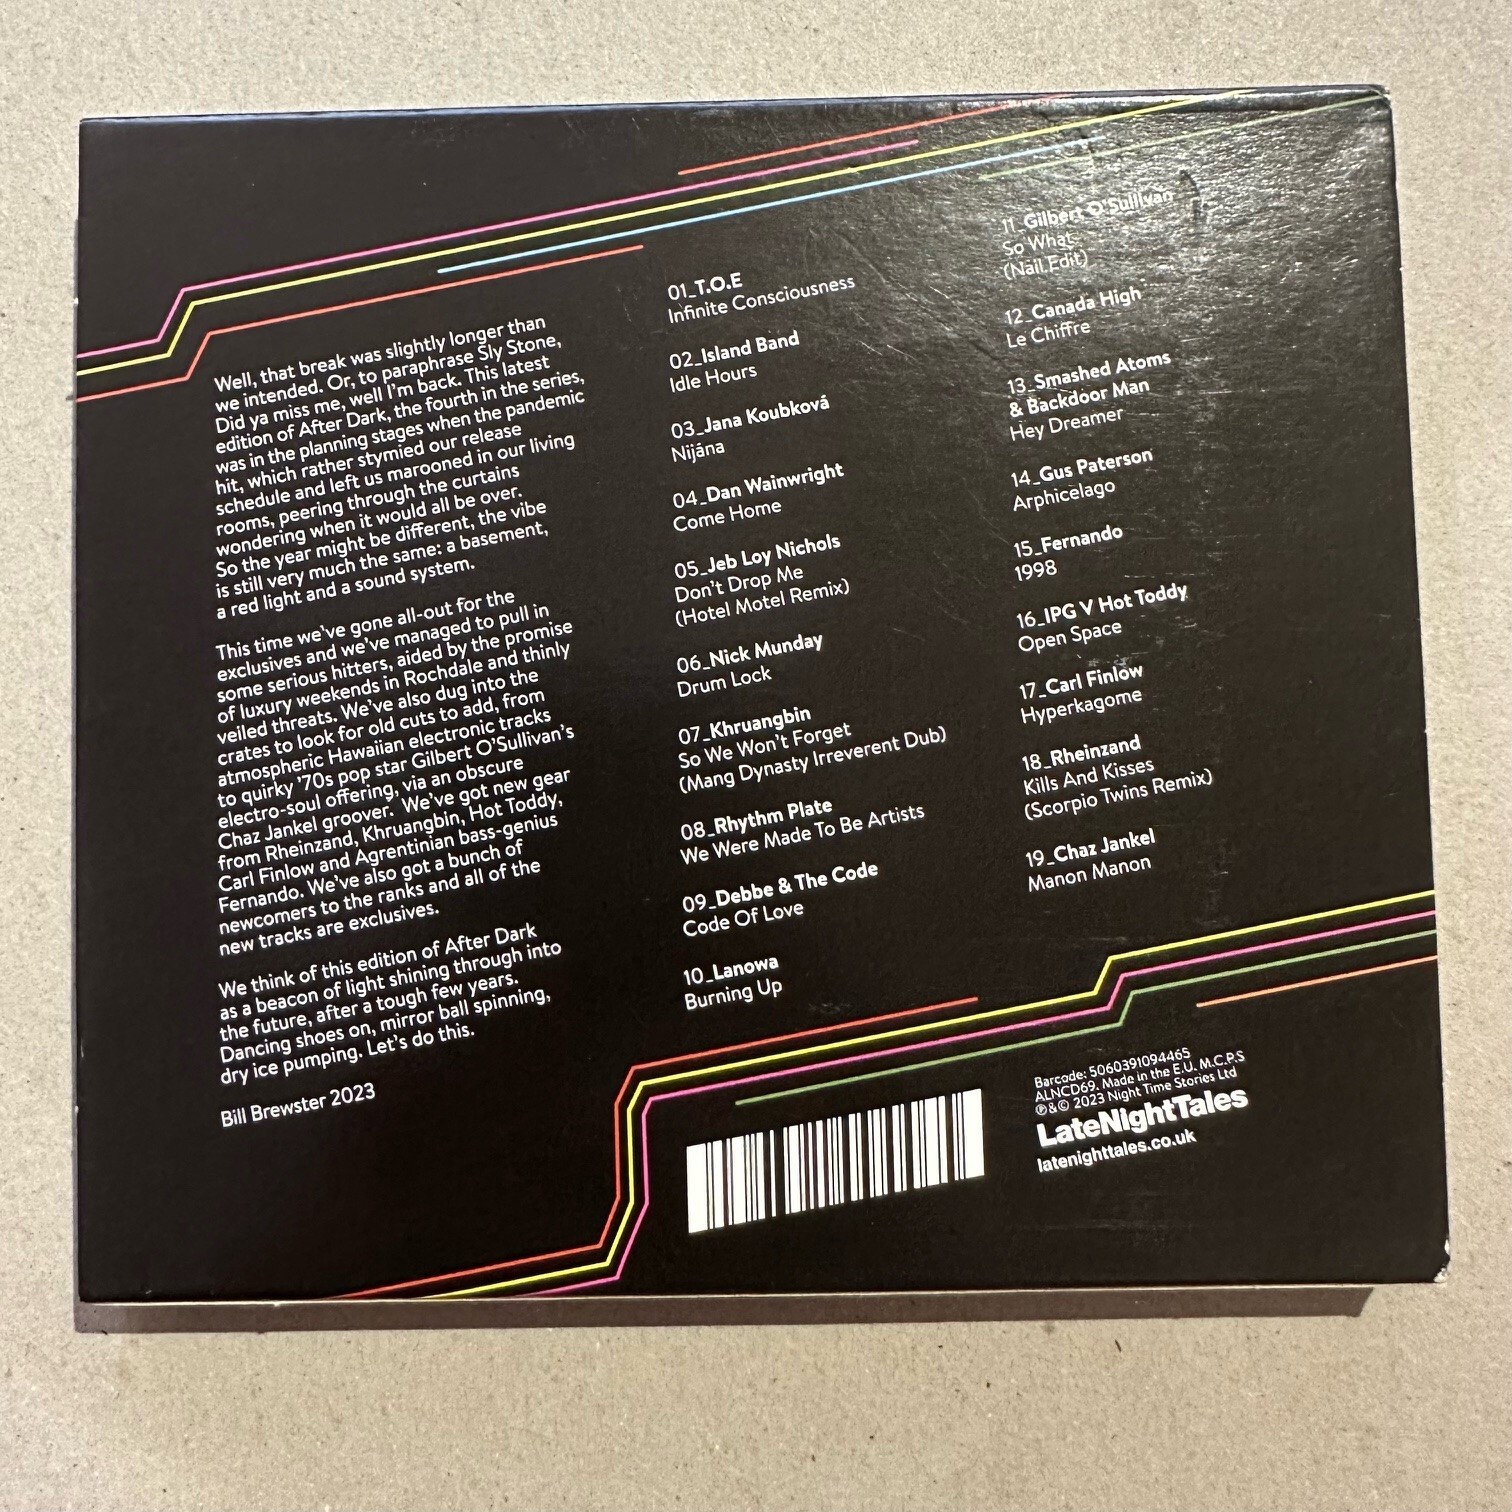 Well, that break was slightly longer than
we intended. Or, to paraphrase Sly Stone,
Did ya miss me, well I'm back. This latest
edition of After Dark, the fourth in the series,
was in the planning stages when the pandemic
hit, which rather stymied our release
schedule and left us marooned in our living
rooms, peering through the curtains
wondering when it would all be over.
So the year might be different, the vibe
is still very much the same: a basement,
a red light and a sound system.
This time we've gone all-out for the
exclusives and we've managed to pull in
some serious hitters, aided by the promise
of luxury weekends in Rochdale and thinly
veiled threats. We've also dug into the
crates to look for old cuts to add, from
atmospheric Hawaiian electronic tracks
to quirky '70s pop star Gilbert O'Sullivan's
electro-soul offering, via an obscure
Chaz Jankel groover. We've got new gear
from Rheinzand, Khruangbin, Hot Toddy,
Carl Finlow and Agrentinian bass-genius
Fernando. We've also got a bunch of
newcomers to the ranks and all of the
new tracks are exclusives.
We think of this edition of After Dark
as a beacon of light shining through into
the future, after a tough few years.
Dancing shoes on, mirror ball spinning,
dry ice pumping. Let's do this.
Bill Brewster 2023
01_T.O.E
Infinite Consciousness
02_Island Band
Idle Hours
03_Jana Koubková
Nijána
04_Dan Wainwright
Come Home
05_Jeb Loy Nichols
Don't Drop Me
(Hotel Motel Remix)
06_Nick Munday
Drum Lock
07_Khruangbin
So We Won't Forget
(Mang Dynasty Irreverent Dub)
08_Rhythm Plate
We Were Made To Be Artists
09_Debbe & The Code
Code Of Love
10_Lanowa
Burning Up
11_Gilbert O'Sullivan
So What
(Nail Edit)
12_Canada High
Le Chiffre
13_Smashed Atoms
& Backdoor Man
Hey Dreamer
14_Gus Paterson
Arphicelago
15_Fernando
1998
16_IPG V Hot Toddy
Open Space
17_Carl Finlow
Hyperkagome
18_Rheinzand
Kills And Kisses
(Scorpio Twins Remix)
19_Chaz Jankel
Manon Manon
Barcode: 5060391094465
ALNCD69. Made in the E.U. M.C.P.S
℗&© 2023 Night Time Stories Ltd
LateNightTales
latenighttales.co.uk